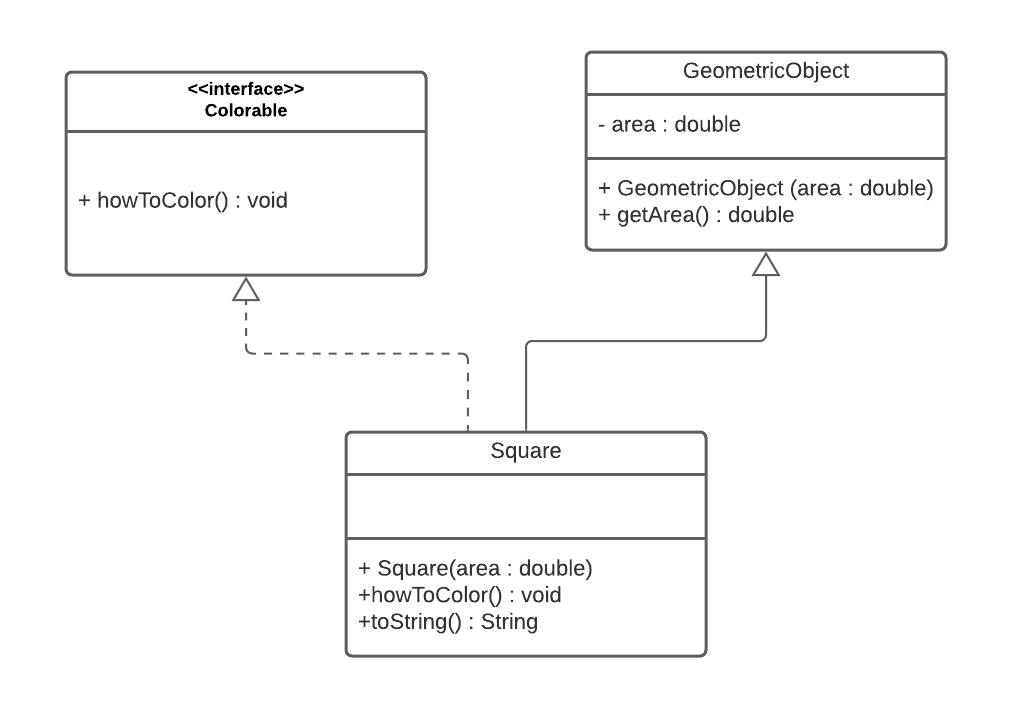 <<interface>>
Colorable
+ howToColor() : void
GeometricObject
- area : double
+ GeometricObject (area : double)
+ getArea() : double
Square
+ Square(area : double)
+howToColor() : void
+toString() : String